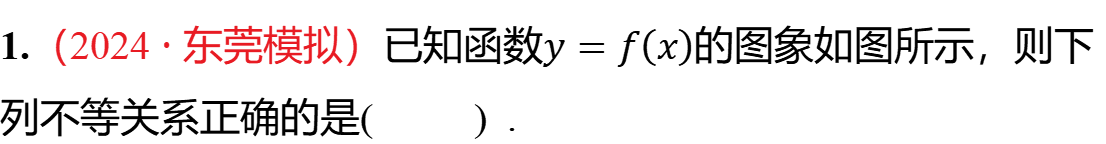 1.（2024 · 东莞模拟）已知函数y = f(x)的图象如图所示，则下
列不等关系正确的是(　　) .